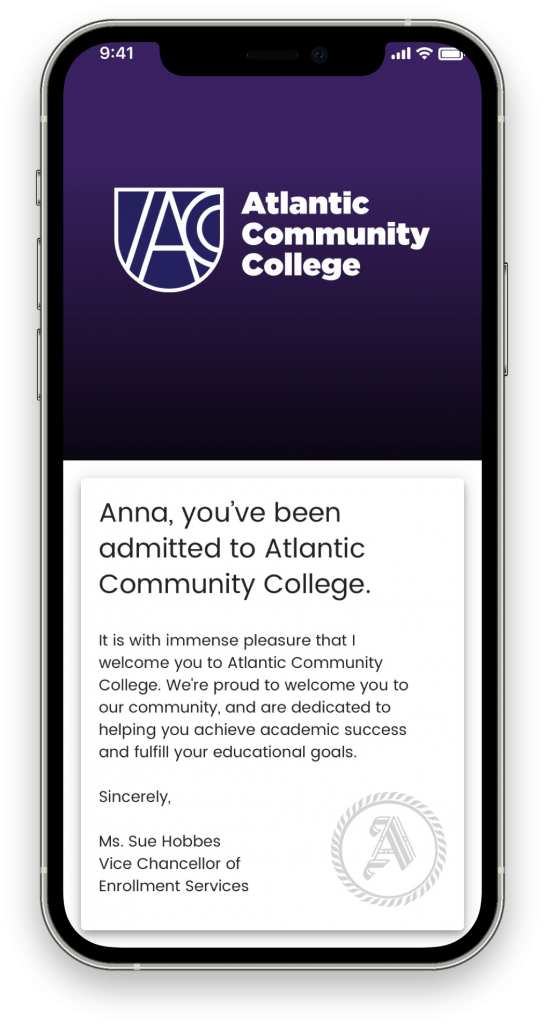 9:41
Atlantic
Community
College
Anna, you’ve been
admitted to Atlantic
Community College.
It is with immense pleasure that I
welcome you to Atlantic Community
College. We're proud to welcome you to
our community, and are dedicated to
helping you achieve academic success
and fulfill your educational goals.
Sincerely,
Ms. Sue Hobbes
Vice Chancellor of
Enrollment Services
A